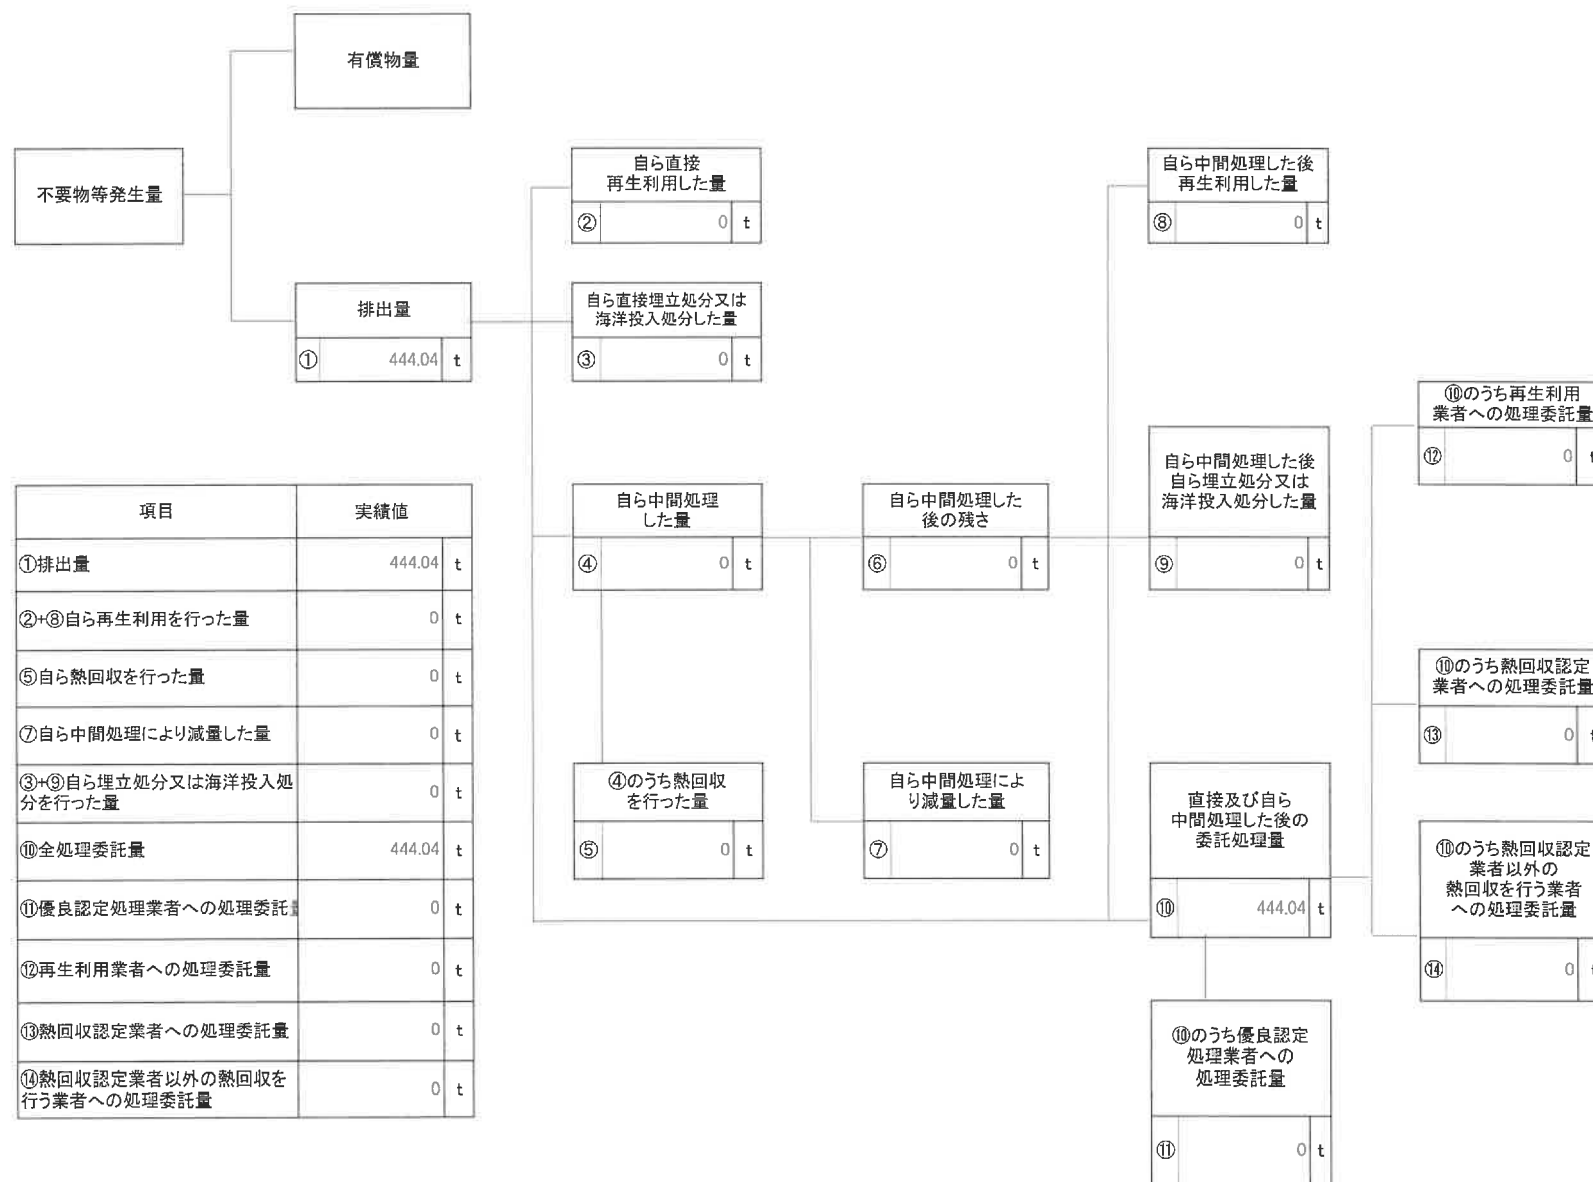 有償物量
不要物等発生量
排出量
① 444.04 t
自ら直接
再生利用した量
② 0 t
自ら直接埋立処分又は
海洋投入処分した量
③ 0 t
自ら中間処理
した量
④ 0 t
④のうち熱回収
を行った量
⑤ 0 t
自ら中間処理した
後の残さ
⑥ 0 t
自ら中間処理によ
り減量した量
⑦ 0 t
自ら中間処理した後
再生利用した量
⑧ 0 t
自ら中間処理した後
自ら埋立処分又は
海洋投入処分した量
⑨ 0 t
直接及び自ら
中間処理した後の
委託処理量
⑩ 444.04 t
⑩のうち優良認定
処理業者への
処理委託量
⑪ 0 t
⑩のうち再生利用
業者への処理委託量
⑫ 0 t
⑩のうち熱回収認定
業者への処理委託量
⑬ 0 t
⑩のうち熱回収認定
業者以外の
熱回収を行う業者
への処理委託量
⑭ 0 t
項目 実績値
①排出量 444.04 t
②+⑧自ら再生利用を行った量 0 t
⑤自ら熱回収を行った量 0 t
⑦自ら中間処理により減量した量 0 t
③+⑨自ら埋立処分又は海洋投入処
分を行った量 0 t
⑩全処理委託量 444.04 t
⑪優良認定処理業者への処理委託量 0 t
⑫再生利用業者への処理委託量 0 t
⑬熱回収認定業者への処理委託量 0 t
⑭熱回収認定業者以外の熱回収を
行う業者への処理委託量 0 t